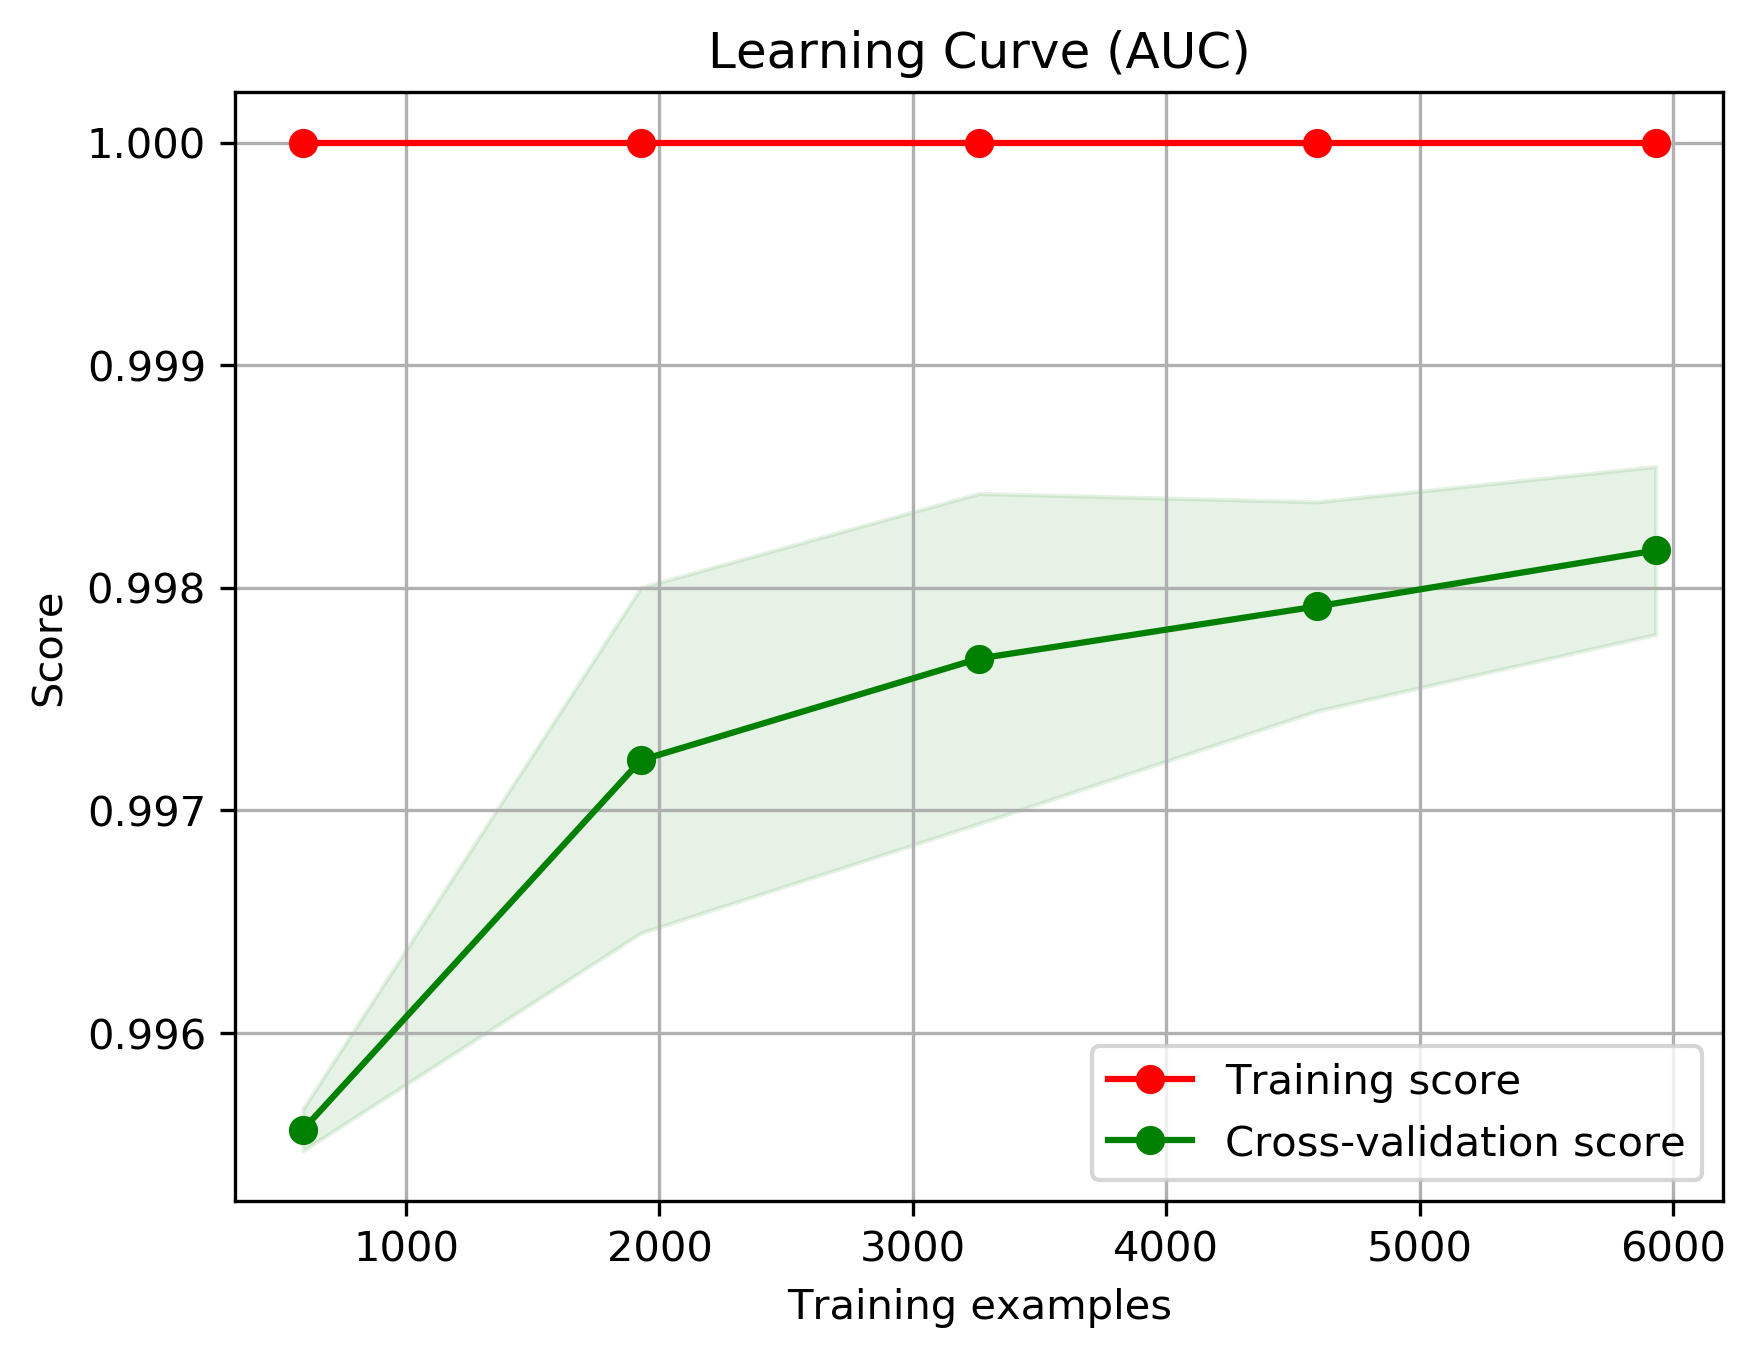 Learning Curve (AUC)
1.000
0.999
0.998
0.997
0.996
Score
Training score
Cross-validation score
1000 2000 3000 4000 5000 6000
Training examples